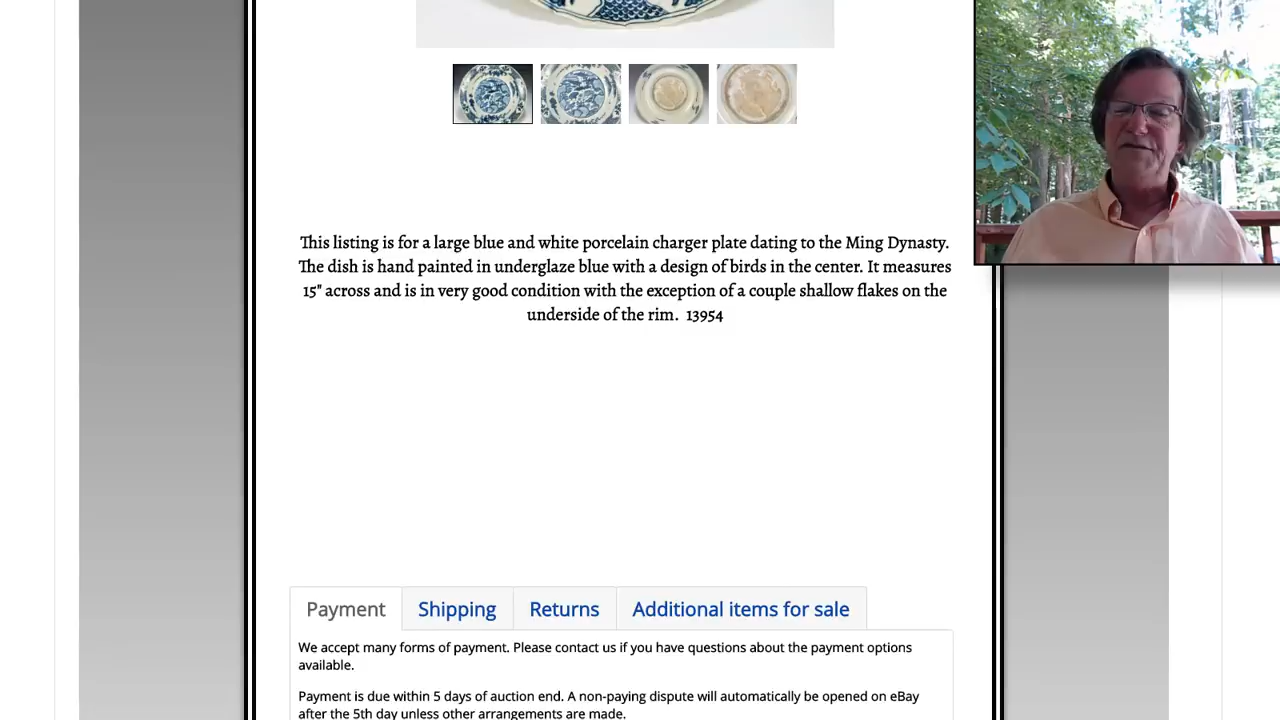 This listing is for a large blue and white porcelain charger plate dating to the Ming Dynasty.
The dish is hand painted in underglaze blue with a design of birds in the center. It measures
15" across and is in very good condition with the exception of a couple shallow flakes on the
underside of the rim. 13954
Payment
Shipping
Returns
Additional items for sale
We accept many forms of payment. Please contact us if you have questions about the payment options
available.
Payment is due within 5 days of auction end. A non-paying dispute will automatically be opened on eBay
after the 5th day unless other arrangements are made.